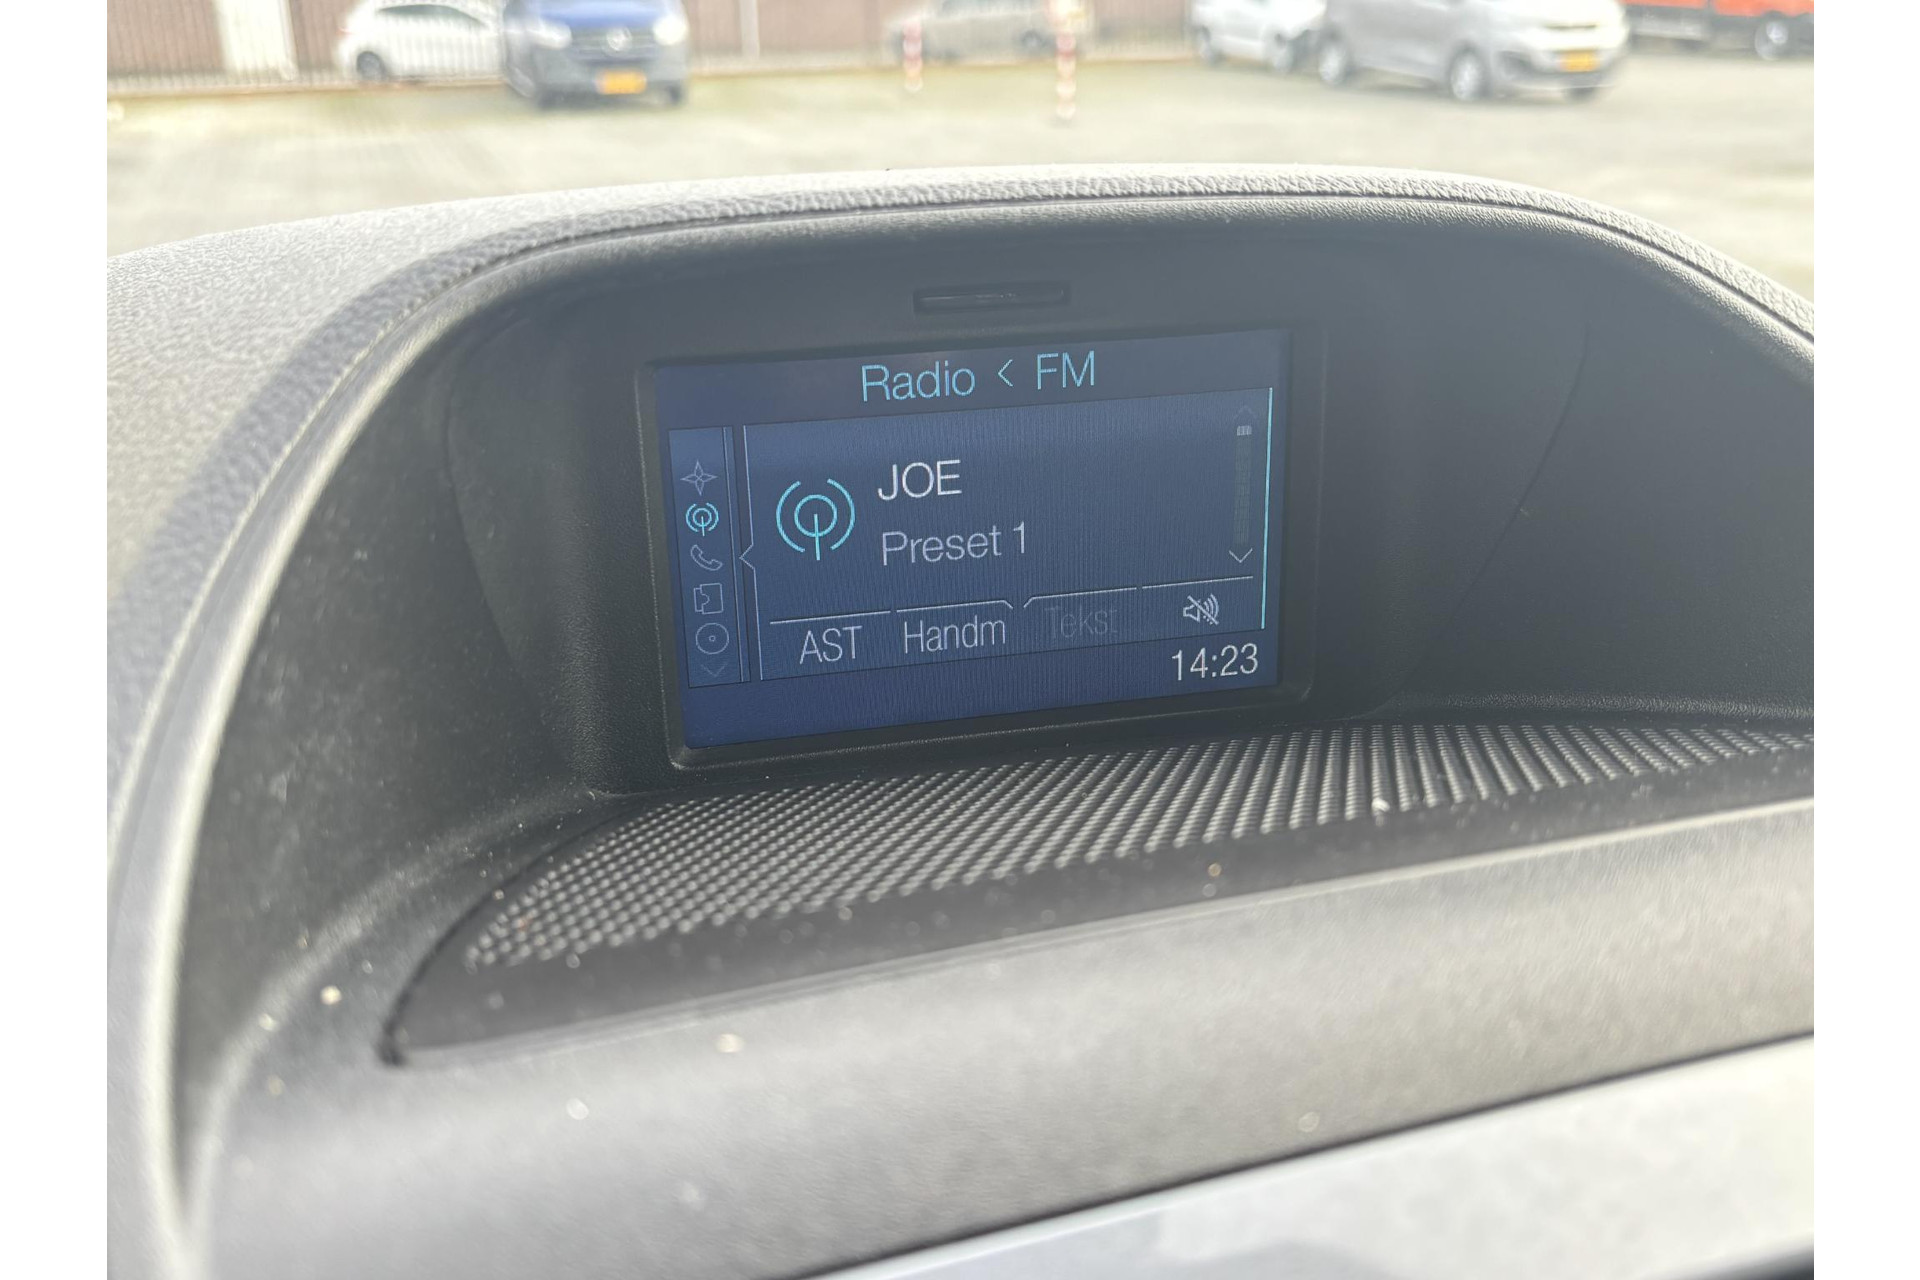 Radio < FM
JOE
Preset 1
AST Handm Tekst
14:23